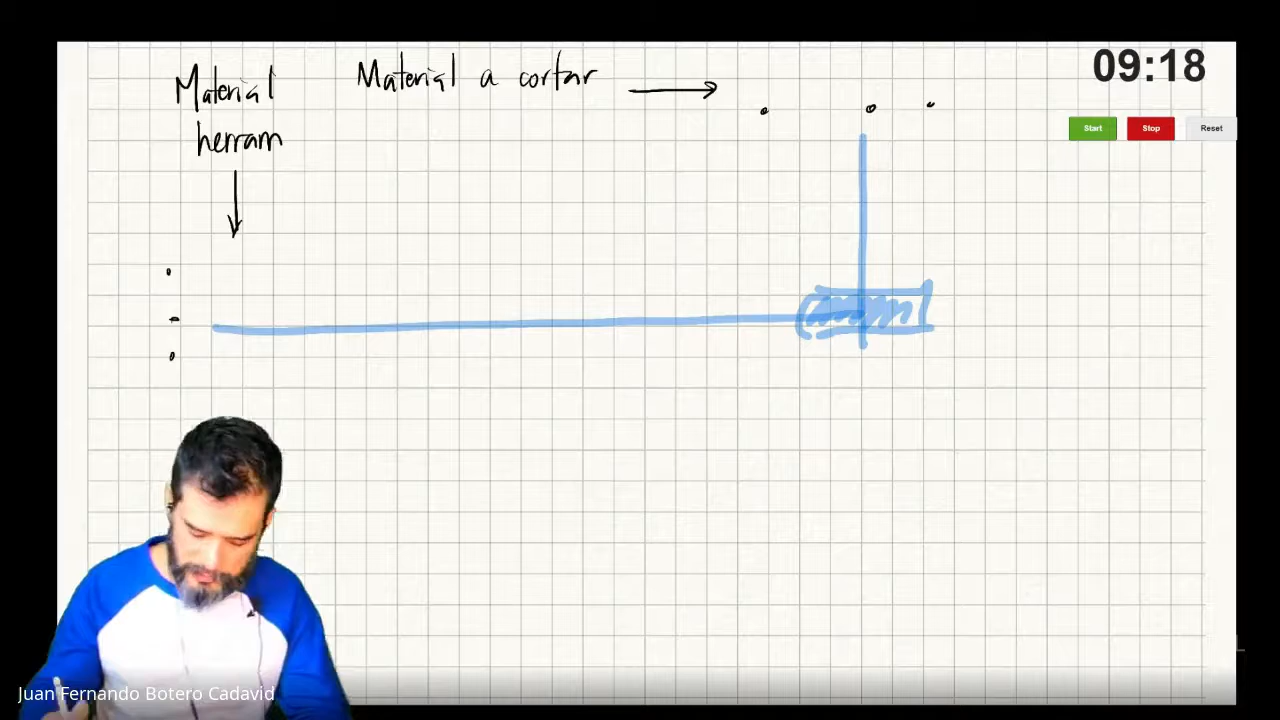 Material
herram
Material a cortar
09:18
Start
Stop
Reset
Juan Fernando Botero Cadavid